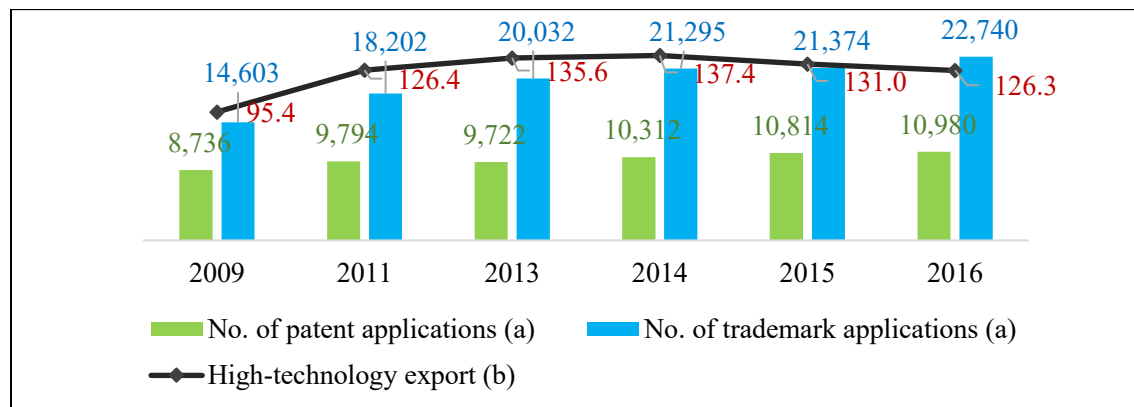 14,603 18,202 20,032 21,295 21,374 22,740
95.4 126.4 135.6 137.4 131.0 126.3
8,736 9,794 9,722 10,312 10,814 10,980
2009 2011 2013 2014 2015 2016
No. of patent applications (a) No. of trademark applications (a)
High-technology export (b)